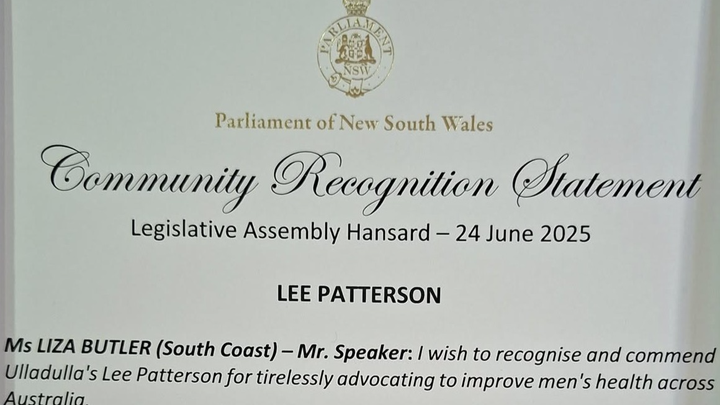 PARLIAMENT
NSW
Parliament of New South Wales
Community Recognition Statement
Legislative Assembly Hansard – 24 June 2025
LEE PATTERSON
Ms LIZA BUTLER (South Coast) – Mr. Speaker: I wish to recognise and commend
Ulladulla's Lee Patterson for tirelessly advocating to improve men's health across
Australia.